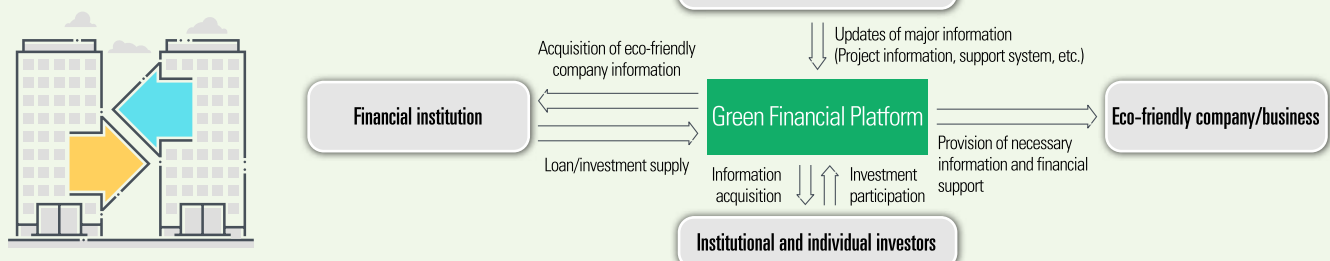 Updates of major information
(Project information, support system, etc.)
Acquisition of eco-friendly
company information
Financial institution
Green Financial Platform
Eco-friendly company/business
Loan/investment supply
Provision of necessary
information and financial
support
Information
acquisition
Investment
participation
Institutional and individual investors